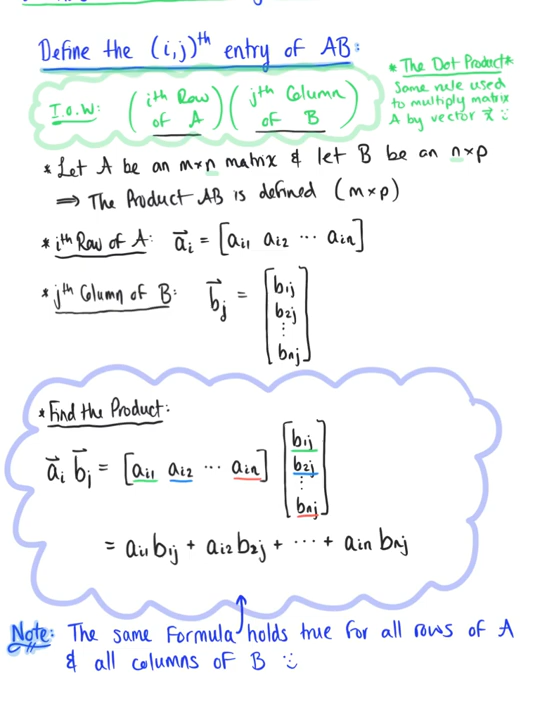 Define the (i,j)th entry of AB:
I.O.W: (ith Row of A) (jth Column of B)
* The Dot Product*
Same rule used
to multiply matrix
A by vector x⃗ :)
* Let A be an m×n matrix & let B be an n×p
⇒ The Product AB is defined (m×p)
* ith Row of A: a⃗i = [ai1 ai2 ... ain]
* jth Column of B: b⃗j = [b1j b2j ⋮ bnj]
* Find the Product:
a⃗i b⃗j = [ai1 ai2 ... ain] [b1j b2j ⋮ bnj]
= ai1 b1j + ai2 b2j + ... + ain bnj
Note: The same Formula holds true for all rows of A
& all columns of B :)